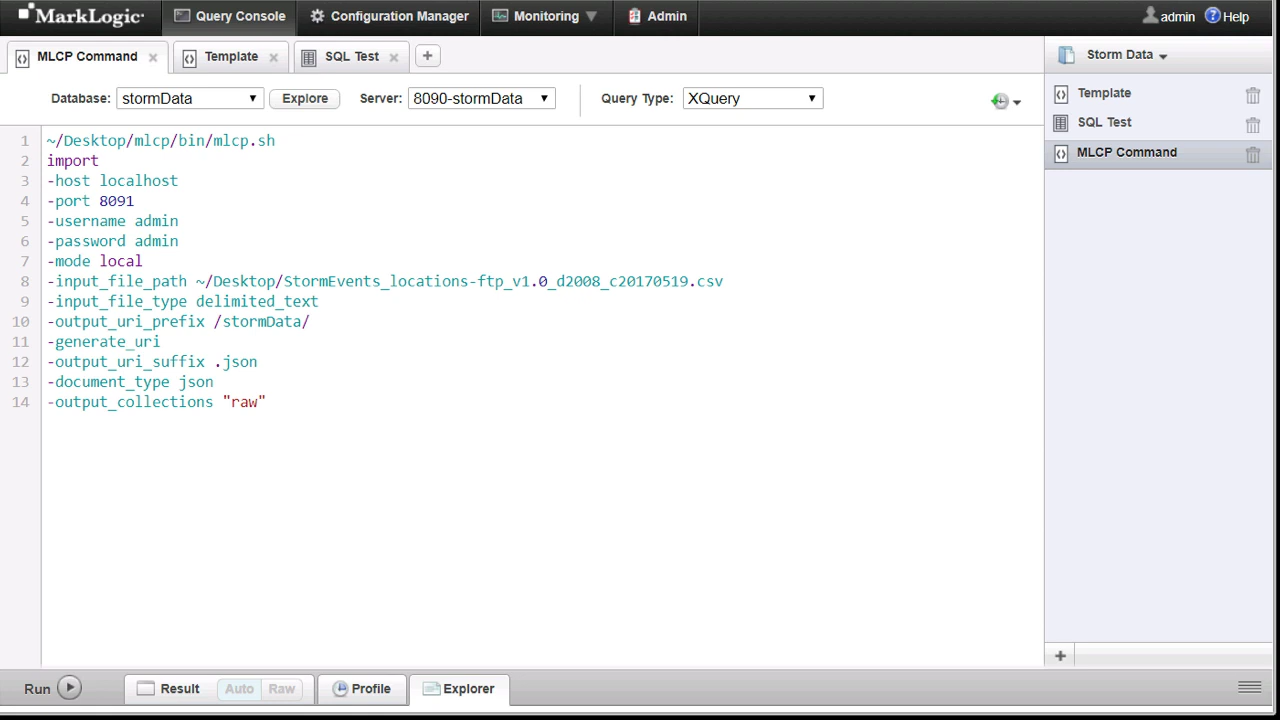 MarkLogic Query Console Configuration Manager Monitoring Admin admin Help
MLCP Command Template SQL Test
Storm Data
Database: stormData Explore Server: 8090-stormData Query Type: XQuery
Template
SQL Test
MLCP Command
1 ~/Desktop/mlcp/bin/mlcp.sh
2 import
3 -host localhost
4 -port 8091
5 -username admin
6 -password admin
7 -mode local
8 -input_file_path ~/Desktop/StormEvents_locations-ftp_v1.0_d2008_c20170519.csv
9 -input_file_type delimited_text
10 -output_uri_prefix /stormData/
11 -generate_uri
12 -output_uri_suffix .json
13 -document_type json
14 -output_collections "raw"
Run Result Auto Raw Profile Explorer